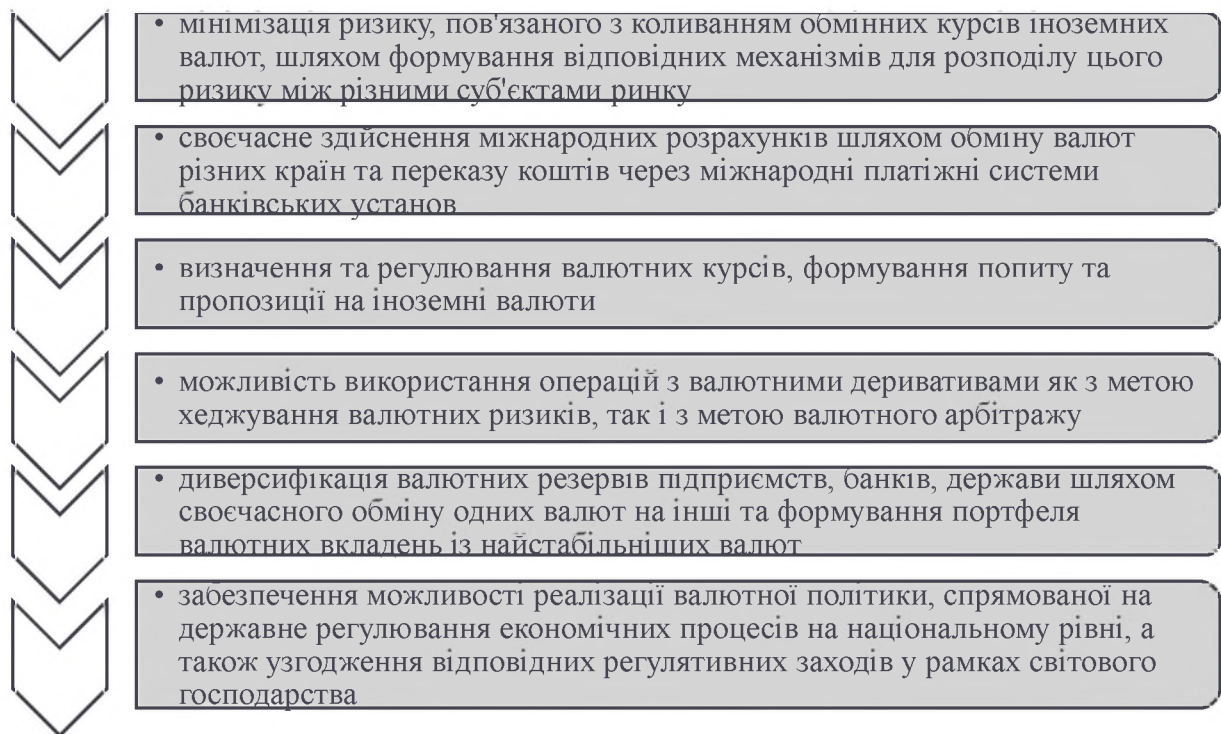 • мінімізація ризику, пов'язаного з коливанням обмінних курсів іноземних
валют, шляхом формування відповідних механізмів для розподілу цього
ризику між різними суб'єктами ринку
• своєчасне здійснення міжнародних розрахунків шляхом обміну валют
різних країн та переказу коштів через міжнародні платіжні системи
банківських установ
• визначення та регулювання валютних курсів, формування попиту та
пропозиції на іноземні валюти
• можливість використання операцій з валютними деривативами як з метою
хеджування валютних ризиків, так і з метою валютного арбітражу
• диверсифікація валютних резервів підприємств, банків, держави шляхом
своєчасного обміну одних валют на інші та формування портфеля
валютних вкладень із найстабільніших валют
• забезпечення можливості реалізації валютної політики, спрямованої на
державне регулювання економічних процесів на національному рівні, а
також узгодження відповідних регулятивних заходів у рамках світового
господарства